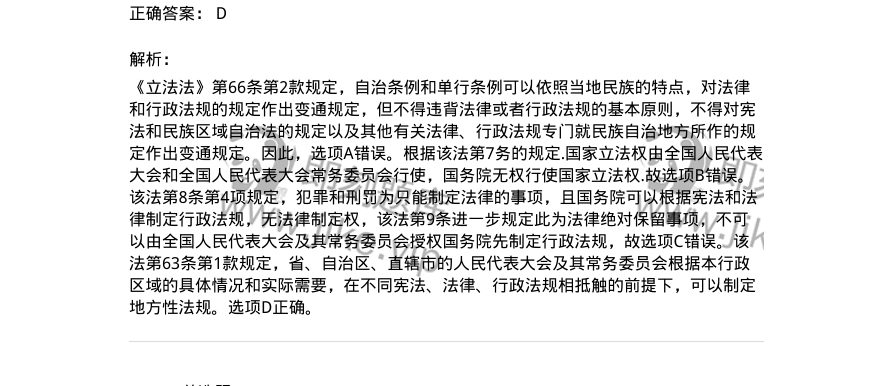 正确答案： D
解析：
《立法法》第66条第2款规定，自治条例和单行条例可以依照当地民族的特点，对法律
和行政法规的规定作出变通规定，但不得违背法律或者行政法规的基本原则，不得对宪
法和民族区域自治法的规定以及其他有关法律、行政法规专门就民族自治地方所作的规
定作出变通规定。因此，选项A错误。根据该法第7务的规定.国家立法权由全国人民代表
大会和全国人民代表大会常务委员会行使，国务院无权行使国家立法权.故选项B错误。
该法第8条第4项规定，犯罪和刑罚为只能制定法律的事项，且国务院可以根据宪法和法
律制定行政法规，无法律制定权，该法第9条进一步规定此为法律绝对保留事项，不可
以由全国人民代表大会及其常务委员会授权国务院先制定行政法规，故选项C错误。该
法第63条第1款规定，省、自治区、直辖市的人民代表大会及其常务委员会根据本行政
区域的具体情况和实际需要，在不同宪法、法律、行政法规相抵触的前提下，可以制定
地方性法规。选项D正确。